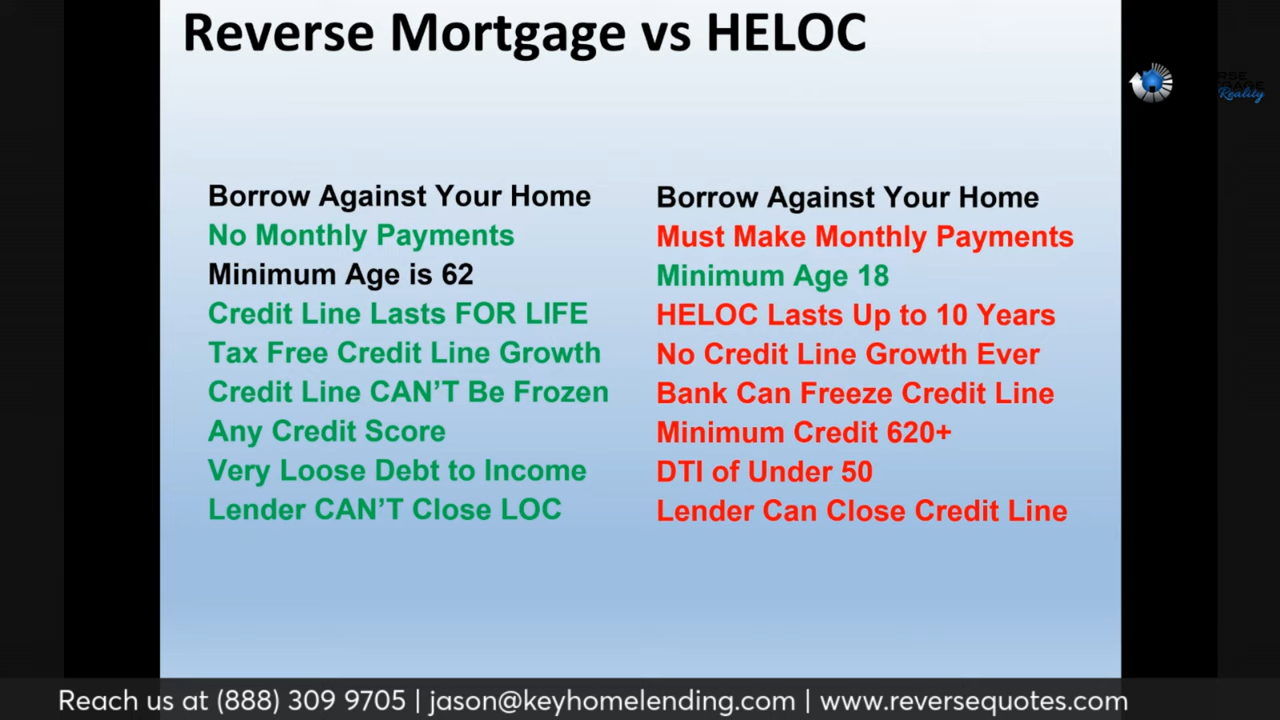 Reverse Mortgage vs HELOC
Reality
Borrow Against Your Home
No Monthly Payments
Minimum Age is 62
Credit Line Lasts FOR LIFE
Tax Free Credit Line Growth
Credit Line CAN’T Be Frozen
Any Credit Score
Very Loose Debt to Income
Lender CAN’T Close LOC
Borrow Against Your Home
Must Make Monthly Payments
Minimum Age 18
HELOC Lasts Up to 10 Years
No Credit Line Growth Ever
Bank Can Freeze Credit Line
Minimum Credit 620+
DTI of Under 50
Lender Can Close Credit Line
Reach us at (888) 309 9705 | jason@keyhomelending.com | www.reversequotes.com